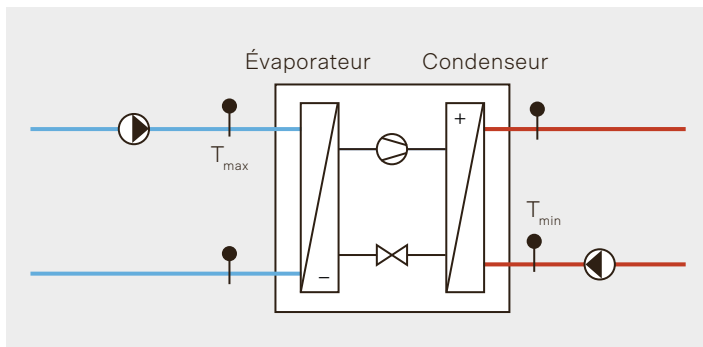 Évaporateur
Condenseur
+
Tmax
Tmin
−